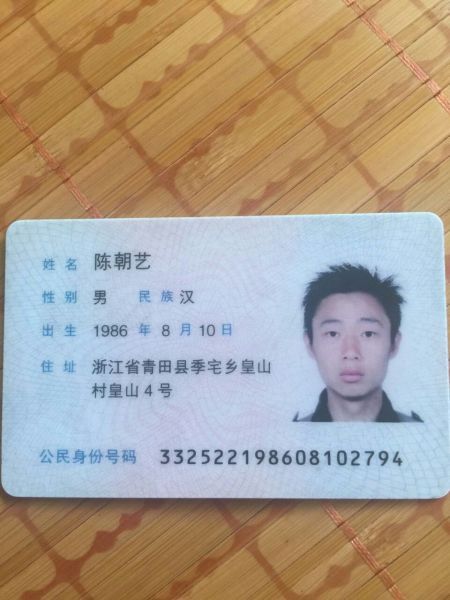 姓名 陈朝艺
性别 男 民族 汉
出生 1986 年 8 月 10 日
住址 浙江省青田县季宅乡皇山
村皇山4号
公民身份号码 332522198608102794